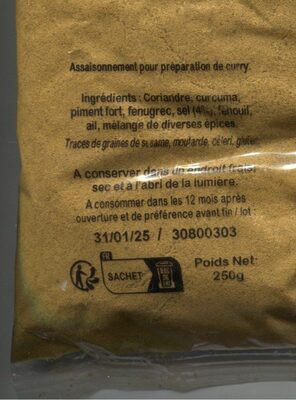 Assaisonnement pour préparation de curry.
Ingrédients : Coriandre, curcuma,
piment fort, fenugrec, sel (4%), fenouil,
ail, mélange de diverses épices.
Traces de graines de sésame, moutarde, céleri, gluten
A conserver dans un endroit frais,
sec et à l'abri de la lumière.
A consommer dans les 12 mois après
ouverture et de préférence avant fin / lot :
31/01/25 / 30800303
FR
SACHET
Poids Net
250g